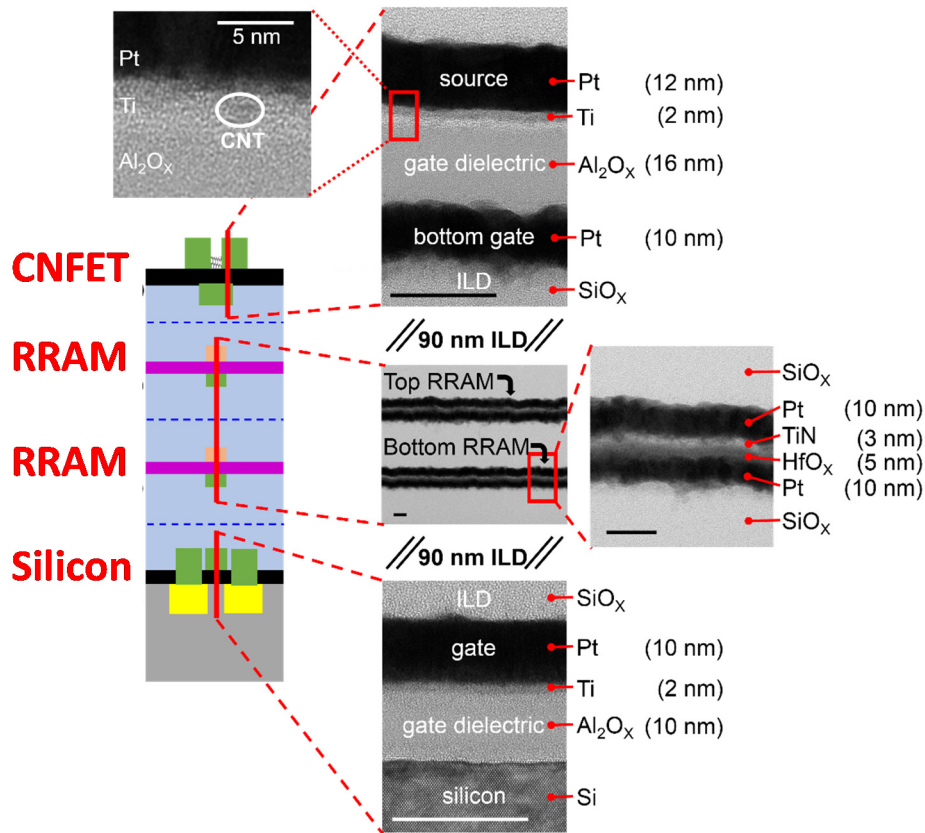 5 nm
Pt
Ti
CNT
Al₂Oₓ
source
Pt (12 nm)
Ti (2 nm)
gate dielectric
Al₂Oₓ (16 nm)
bottom gate
Pt (10 nm)
ILD
SiOₓ
CNFET
RRAM
RRAM
Silicon
90 nm ILD
Top RRAM
Bottom RRAM
SiOₓ
Pt (10 nm)
TiN (3 nm)
HfOₓ (5 nm)
Pt (10 nm)
SiOₓ
90 nm ILD
ILD
SiOₓ
gate
Pt (10 nm)
Ti (2 nm)
gate dielectric
Al₂Oₓ (10 nm)
silicon
Si